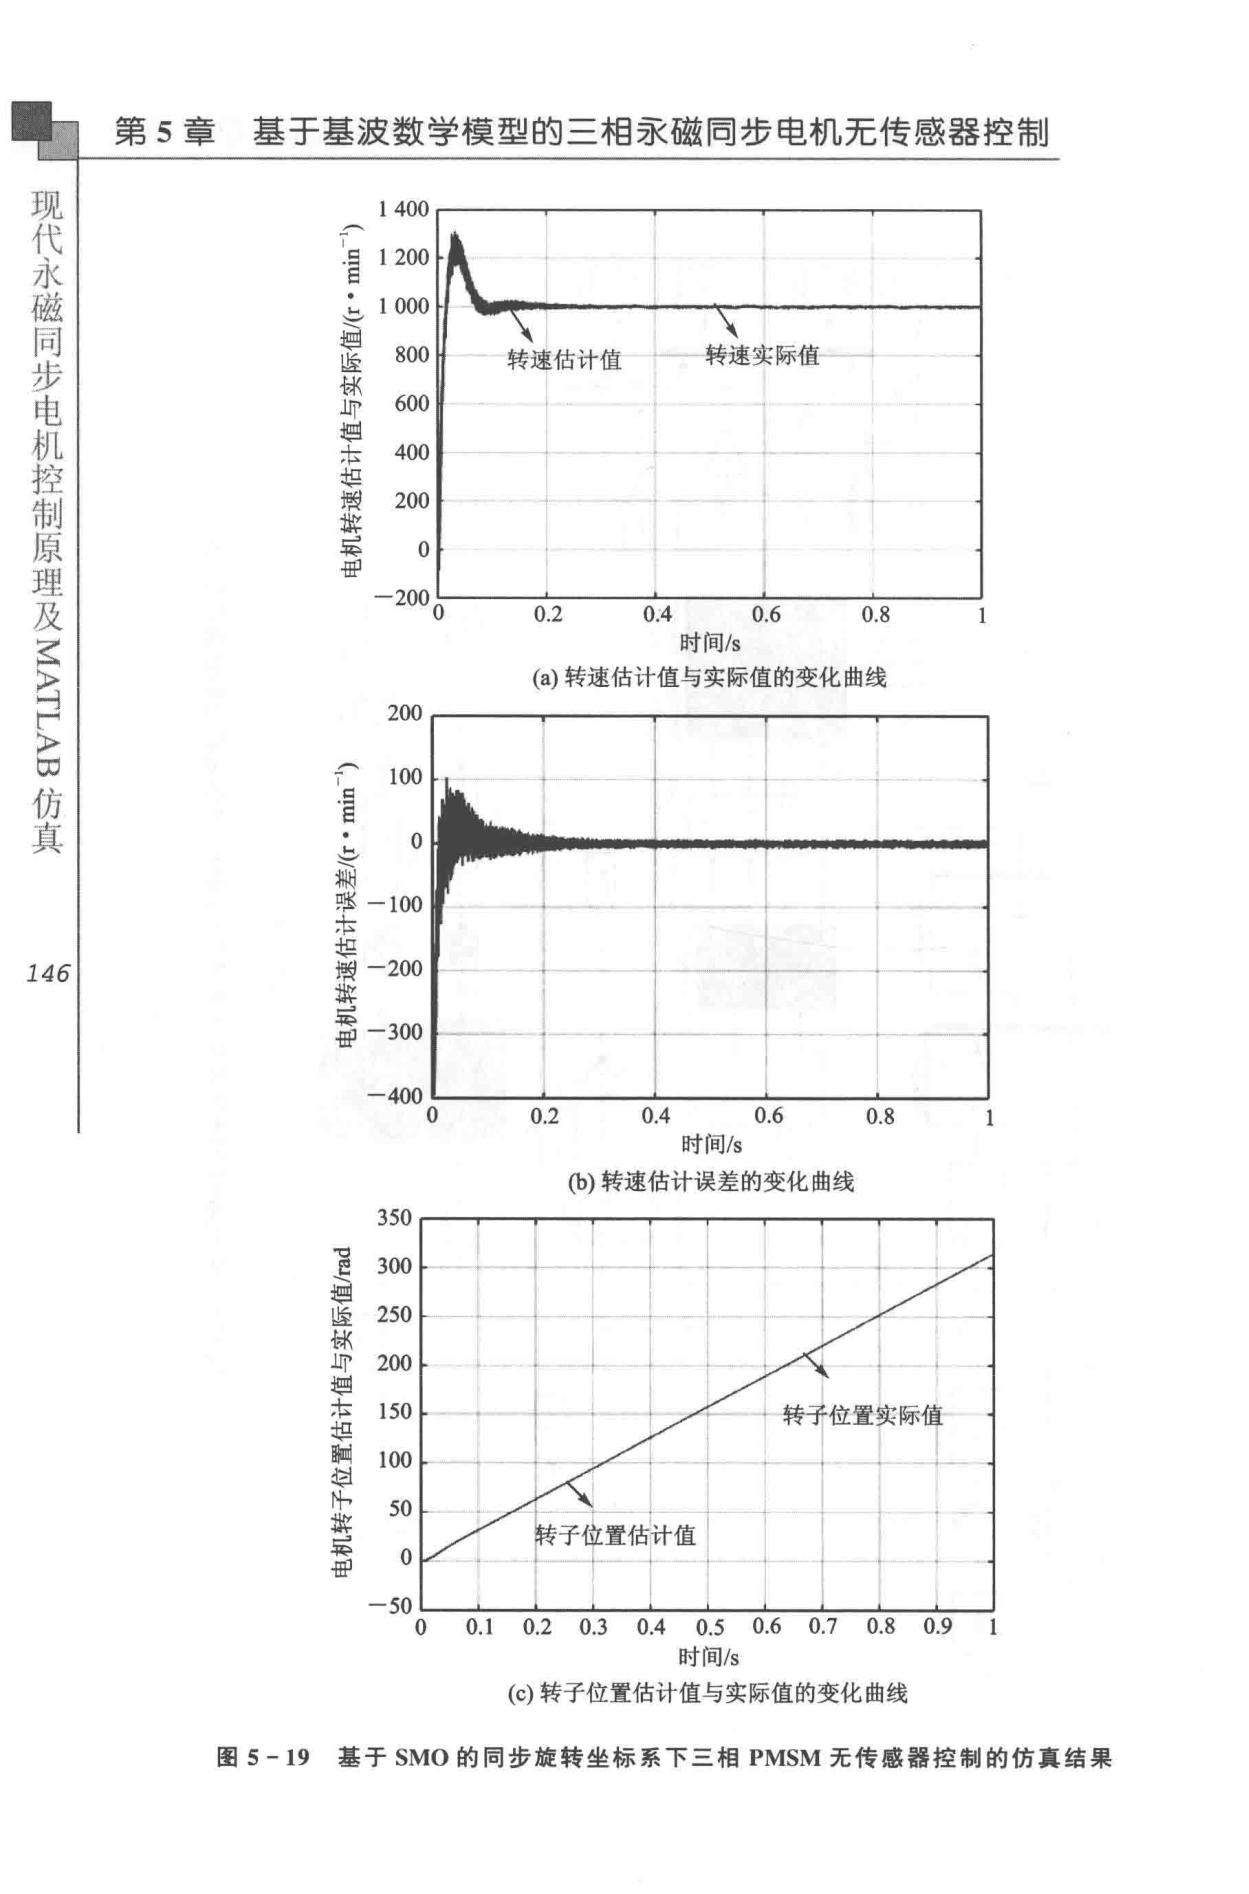 第 5 章 基于基波数学模型的三相永磁同步电机无传感器控制
现代永磁同步电机控制原理及MATLAB仿真
146
电机转速估计值与实际值/(r·min⁻¹)
1 400
1 200
1 000
800
600
400
200
0
－200
转速估计值
转速实际值
0 0.2 0.4 0.6 0.8 1
时间/s
(a) 转速估计值与实际值的变化曲线
电机转速估计误差/(r·min⁻¹)
200
100
0
－100
－200
－300
－400
0 0.2 0.4 0.6 0.8 1
时间/s
(b) 转速估计误差的变化曲线
电机转子位置估计值与实际值/rad
350
300
250
200
150
100
50
0
－50
转子位置实际值
转子位置估计值
0 0.1 0.2 0.3 0.4 0.5 0.6 0.7 0.8 0.9 1
时间/s
(c) 转子位置估计值与实际值的变化曲线
图 5－19 基于 SMO 的同步旋转坐标系下三相 PMSM 无传感器控制的仿真结果